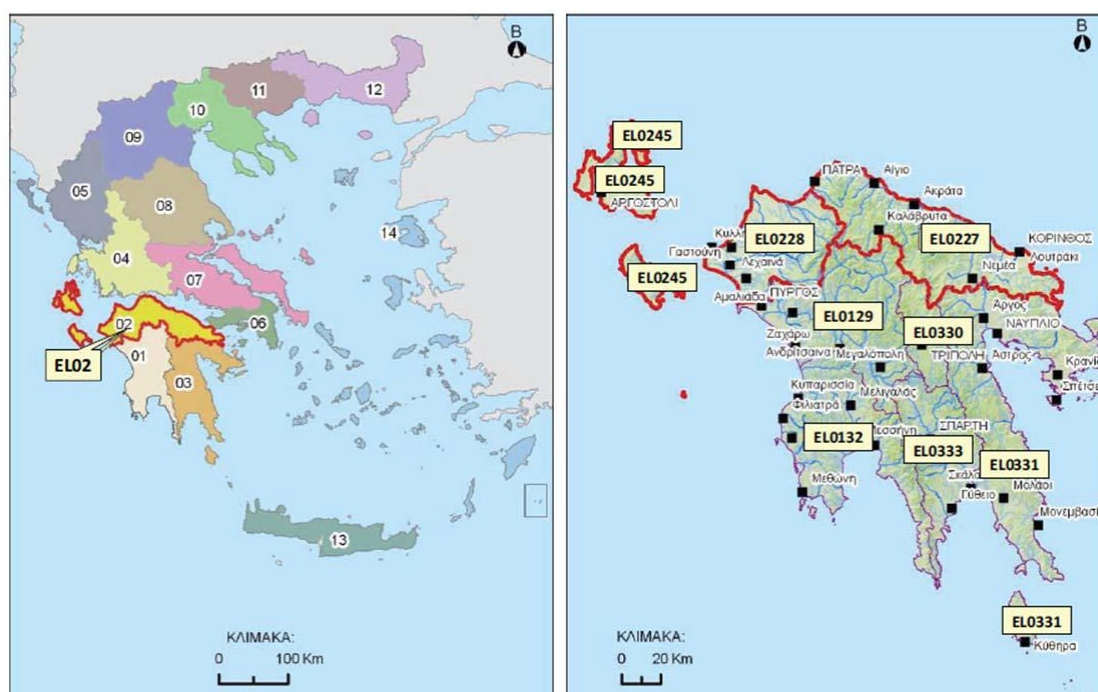 Β
12
11
10
09
05
08
14
04
07
06
02
EL02
01
03
13
ΚΛΙΜΑΚΑ:
0 100 Km
Β
EL0245
EL0245
ΑΡΓΟΣΤΟΛΙ
EL0245
ΠΑΤΡΑ
Αίγιο
Ακράτα
Καλάβρυτα
EL0228
EL0227
ΚΟΡΙΝΘΟΣ
Λουτράκι
Γαστούνη
Λεχαινά
Νεμέα
Αμαλιάδα
ΠΥΡΓΟΣ
Άργος
EL0129
ΝΑΥΠΛΙΟ
Ζαχάρω
EL0330
Ανδρίτσαινα
Μεγαλόπολη
ΤΡΙΠΟΛΗ
Άστρος
Κυπαρισσία
Μελιγαλάς
Φιλιατρά
EL0132
ΣΠΑΡΤΗ
EL0333
EL0331
Μεθώνη
Γύθειο
Μολάοι
EL0331
Κύθηρα
ΚΛΙΜΑΚΑ:
0 20 Km